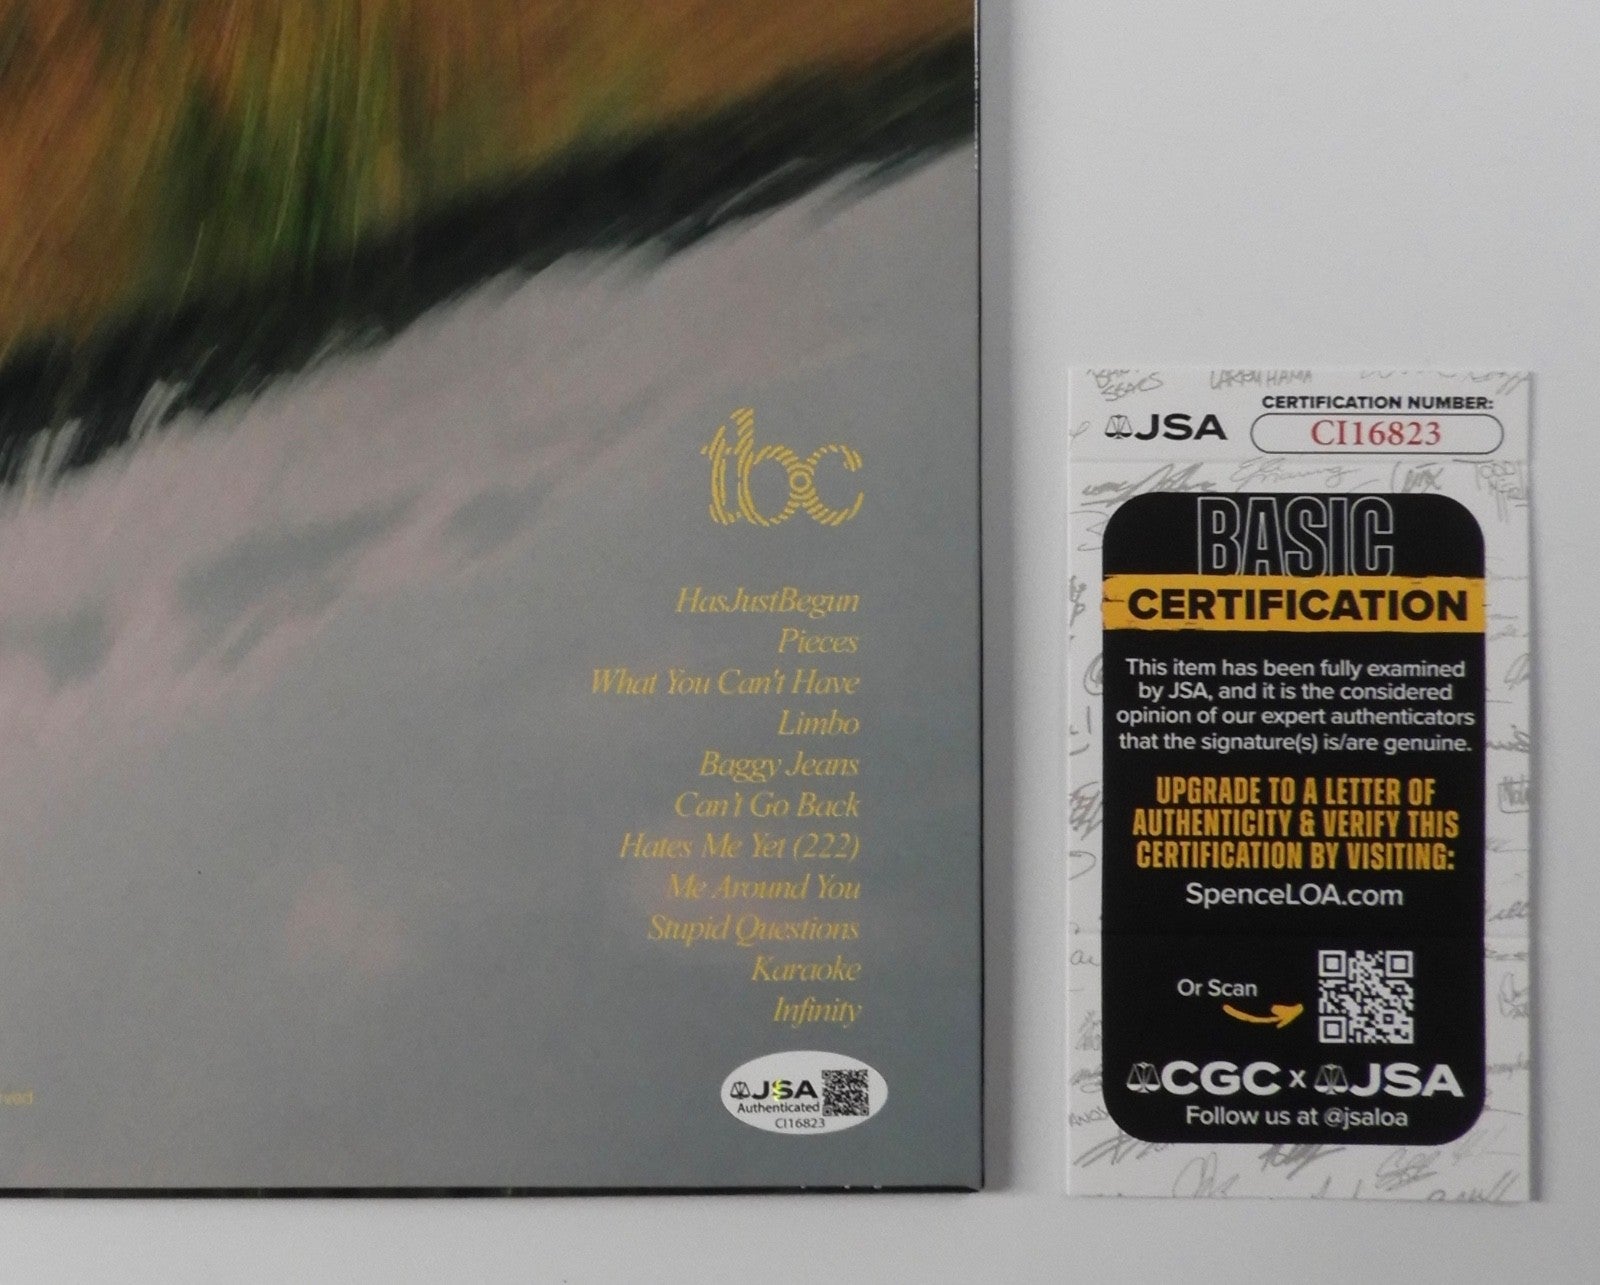 tbc
HasJustBegun
Pieces
What You Can't Have
Limbo
Baggy Jeans
Can't Go Back
Hates Me Yet (222)
Me Around You
Stupid Questions
Karaoke
Infinity
JSA
Authenticated
CI16823
LARRY HAMA
JSA
CERTIFICATION NUMBER:
CI16823
BASIC
CERTIFICATION
This item has been fully examined
by JSA, and it is the considered
opinion of our expert authenticators
that the signature(s) is/are genuine.
UPGRADE TO A LETTER OF
AUTHENTICITY & VERIFY THIS
CERTIFICATION BY VISITING:
SpenceLOA.com
Or Scan
CGC x JSA
Follow us at @jsaloa